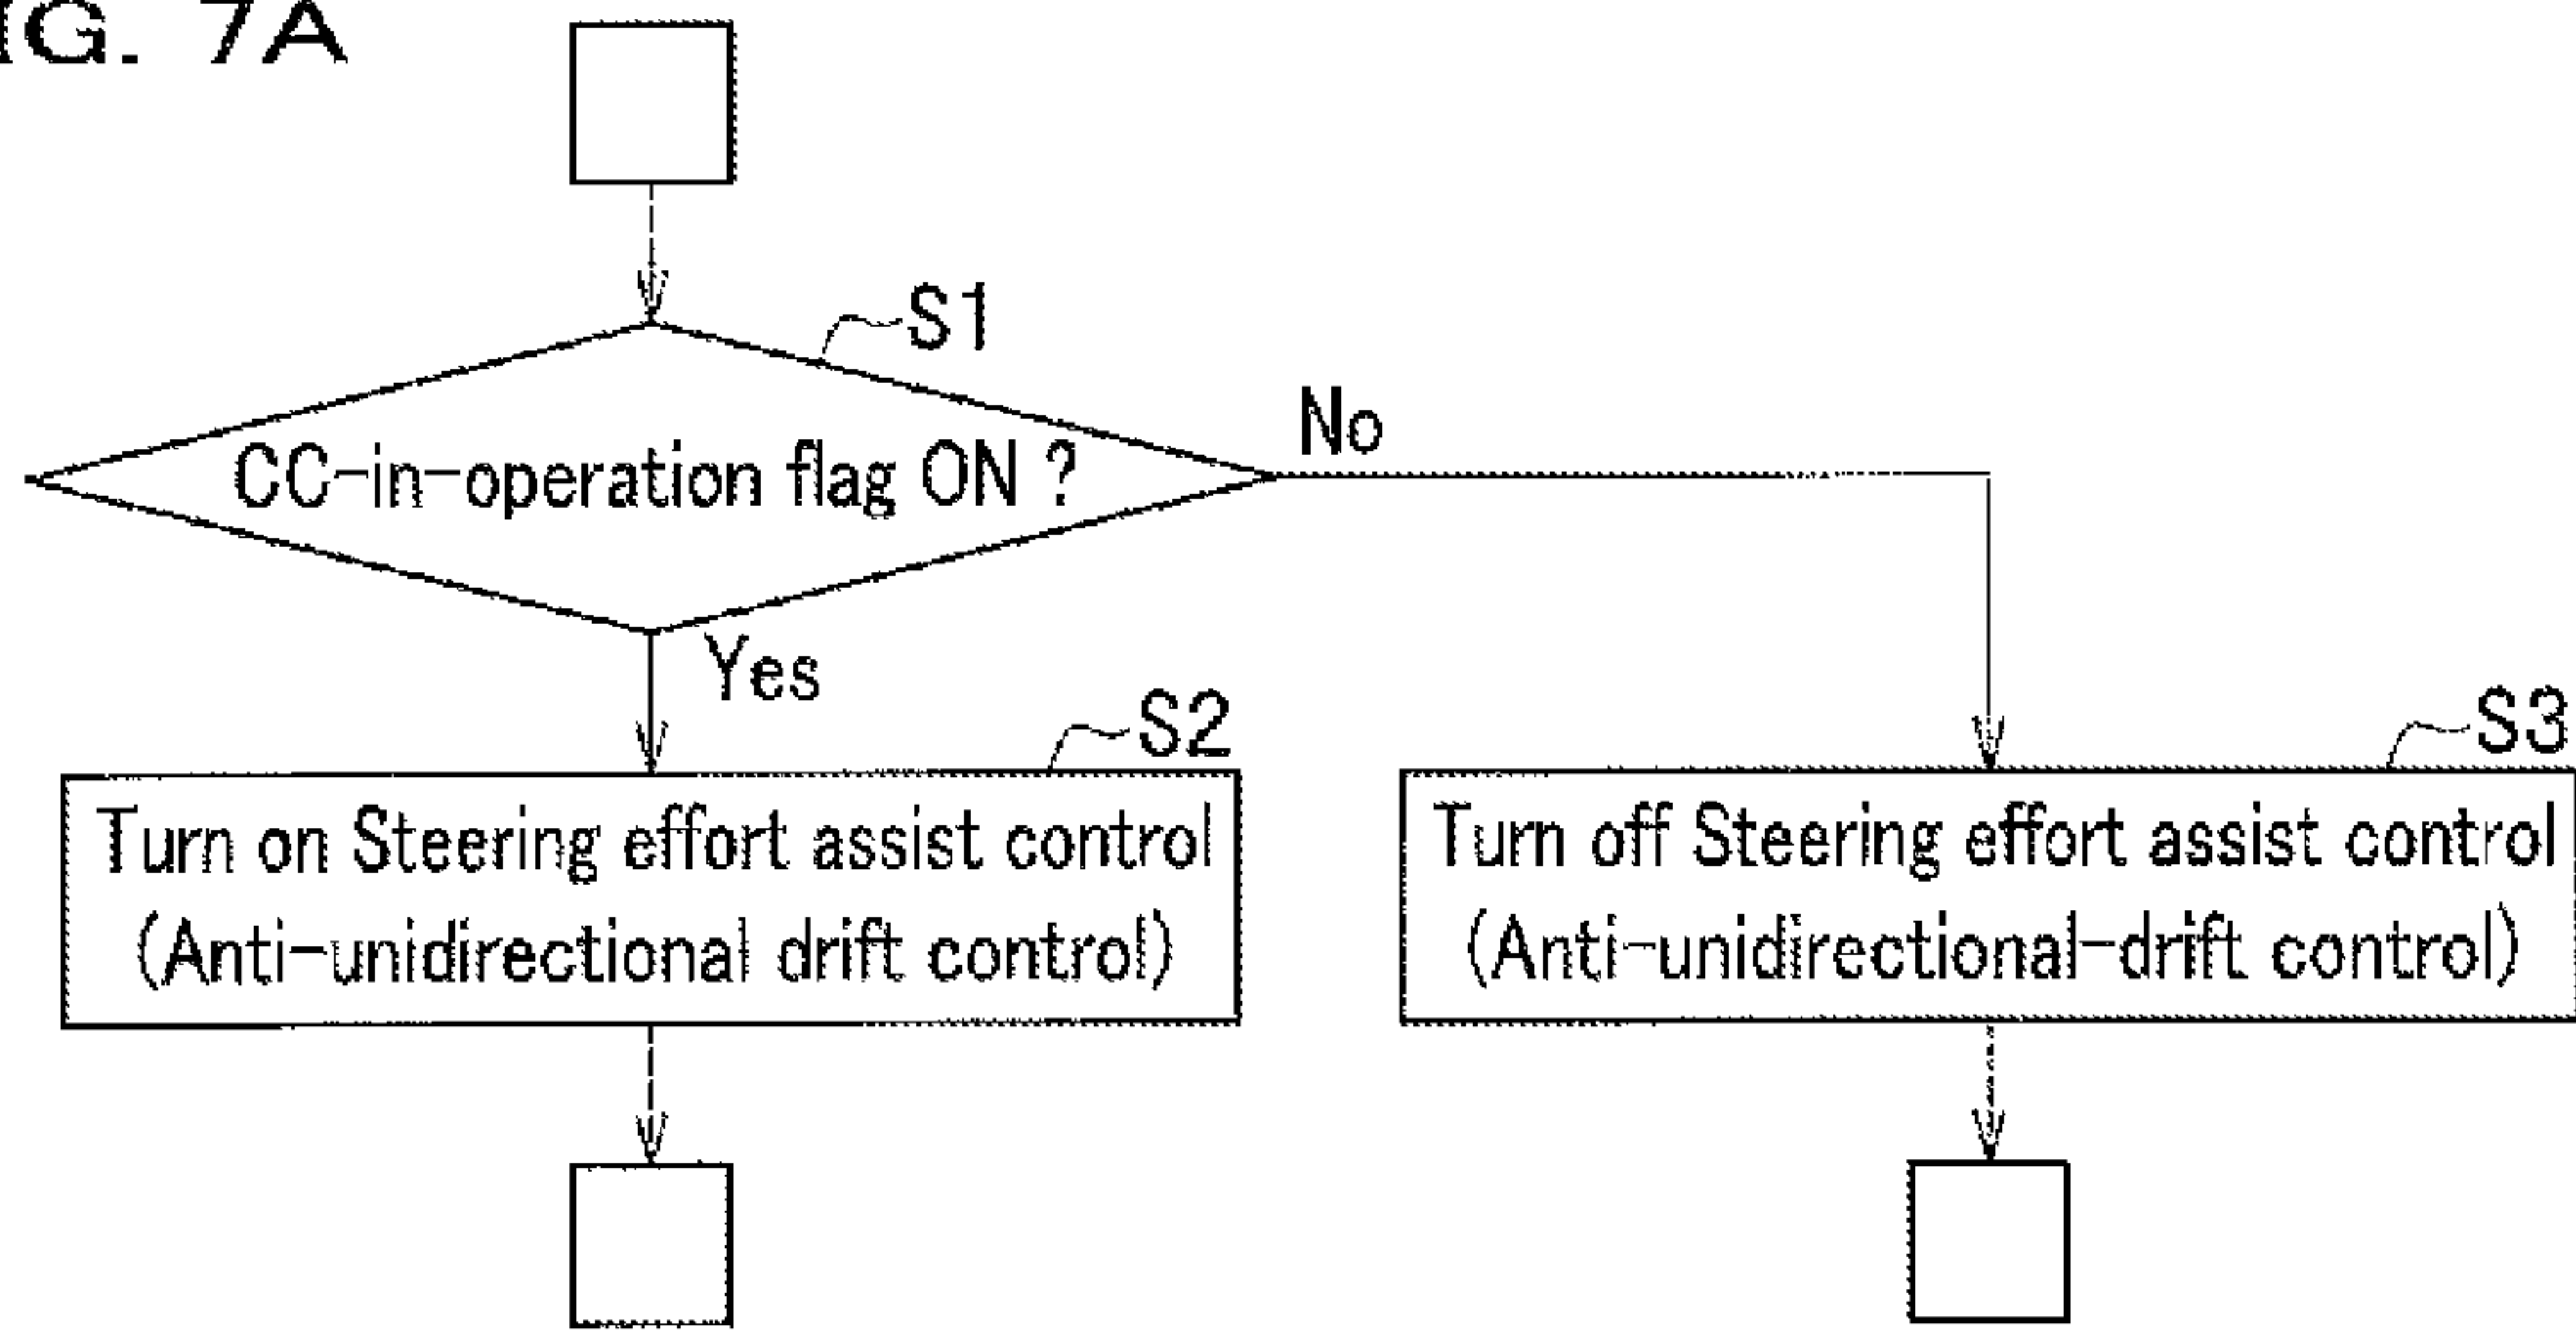 IG. 7A
S1
CC-in-operation flag ON ?
No
Yes
S2
S3
Turn on Steering effort assist control
(Anti-unidirectional drift control)
Turn off Steering effort assist control
(Anti-unidirectional-drift control)